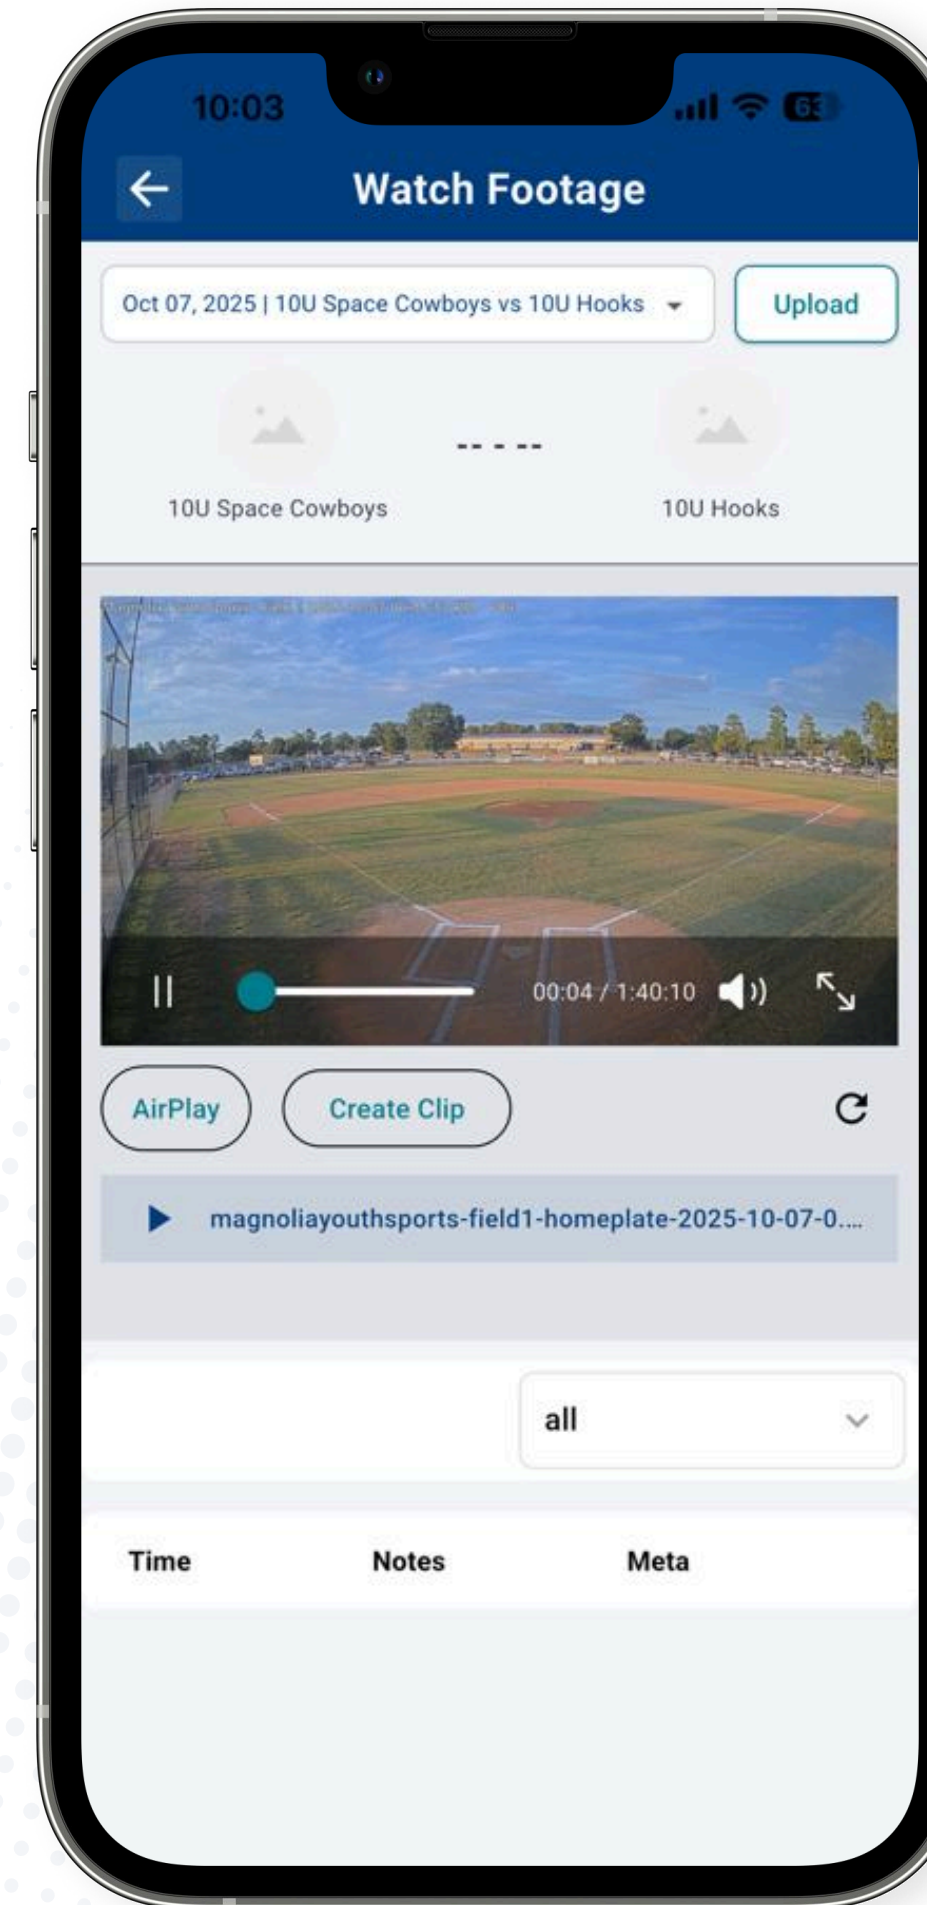 10:03
63
Watch Footage
Oct 07, 2025 | 10U Space Cowboys vs 10U Hooks
Upload
-- - --
10U Space Cowboys
10U Hooks
00:04 / 1:40:10
AirPlay
Create Clip
magnoliayouthsports-field1-homeplate-2025-10-07-0....
all
Time Notes Meta